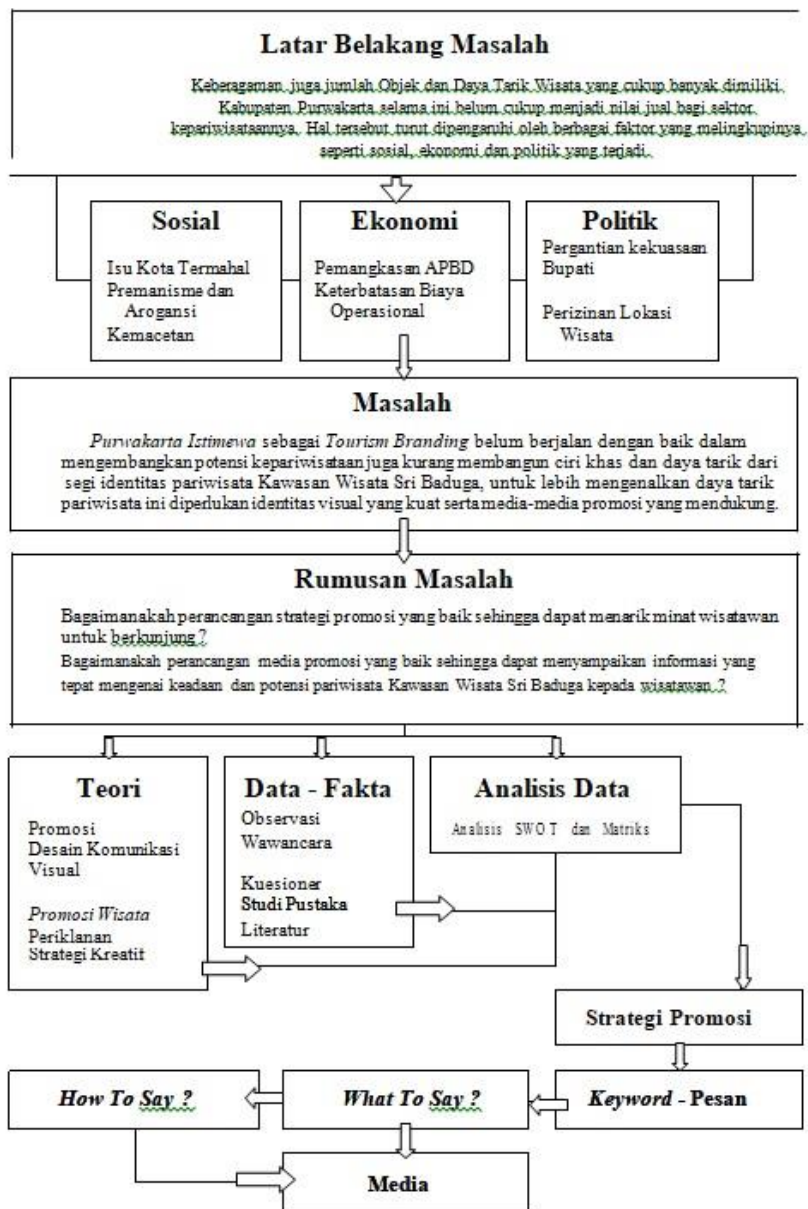 Latar Belakang Masalah
Keberagaman juga jumlah Objek dan Daya Tarik Wisata yang cukup banyak dimiliki
Kabupaten Purwakarta selama ini belum cukup menjadi nilai jual bagi sektor
kepariwisataannya. Hal tersebut turut dipengaruhi oleh berbagai faktor yang melingkupinya
seperti sosial, ekonomi dan politik yang terjadi.
Sosial
Isu Kota Termahal
Premanisme dan
Arogansi
Kemacetan
Ekonomi
Pemangkasan APBD
Keterbatasan Biaya
Operasional
Politik
Pergantian kekuasaan
Bupati
Perizinan Lokasi
Wisata
Masalah
Purwakarta Istimewa sebagai Tourism Branding belum berjalan dengan baik dalam
mengembangkan potensi kepariwisataan juga kurang membangun ciri khas dan daya tarik dari
segi identitas pariwisata Kawasan Wisata Sri Baduga, untuk lebih mengenalkan daya tarik
pariwisata ini diperlukan identitas visual yang kuat serta media-media promosi yang mendukung.
Rumusan Masalah
Bagaimanakah perancangan strategi promosi yang baik sehingga dapat menarik minat wisatawan
untuk berkunjung ?
Bagaimanakah perancangan media promosi yang baik sehingga dapat menyampaikan informasi yang
tepat mengenai keadaan dan potensi pariwisata Kawasan Wisata Sri Baduga kepada wisatawan ?
Teori
Promosi
Desain Komunikasi
Visual
Promosi Wisata
Periklanan
Strategi Kreatif
Data - Fakta
Observasi
Wawancara
Kuesioner
Studi Pustaka
Literatur
Analisis Data
Analisis SWOT dan Matriks
Strategi Promosi
How To Say ?
What To Say ?
Keyword - Pesan
Media